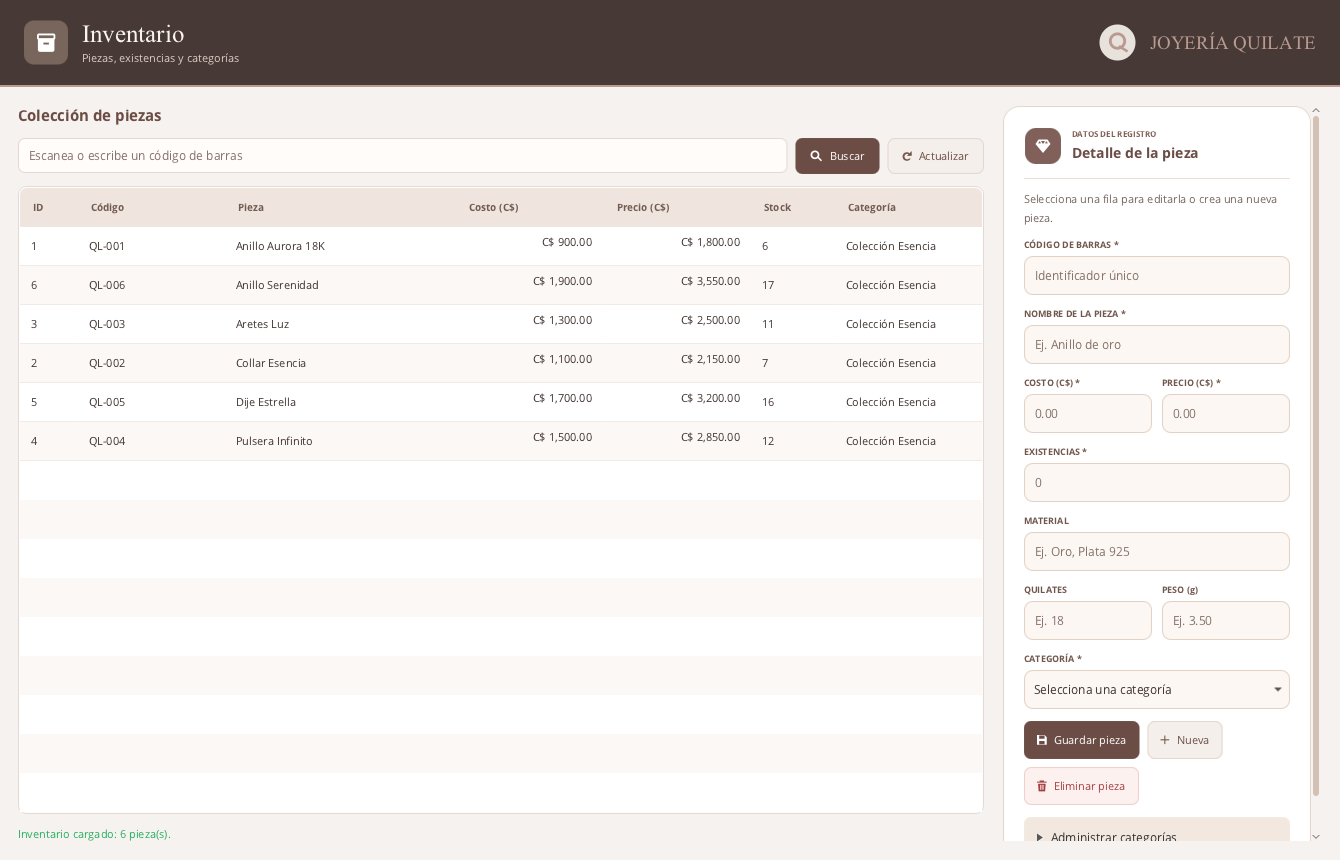 Inventario
Piezas, existencias y categorías
Q JOYERÍA QUILATE
Colección de piezas
Escanea o escribe un código de barras
Buscar
Actualizar
ID Código Pieza Costo (C$) Precio (C$) Stock Categoría
1 QL-001 Anillo Aurora 18K C$ 900.00 C$ 1,800.00 6 Colección Esencia
6 QL-006 Anillo Serenidad C$ 1,900.00 C$ 3,550.00 17 Colección Esencia
3 QL-003 Aretes Luz C$ 1,300.00 C$ 2,500.00 11 Colección Esencia
2 QL-002 Collar Esencia C$ 1,100.00 C$ 2,150.00 7 Colección Esencia
5 QL-005 Dije Estrella C$ 1,700.00 C$ 3,200.00 16 Colección Esencia
4 QL-004 Pulsera Infinito C$ 1,500.00 C$ 2,850.00 12 Colección Esencia
Inventario cargado: 6 pieza(s).
DATOS DEL REGISTRO
Detalle de la pieza
Selecciona una fila para editarla o crea una nueva
pieza.
CÓDIGO DE BARRAS *
Identificador único
NOMBRE DE LA PIEZA *
Ej. Anillo de oro
COSTO (C$) * PRECIO (C$) *
0.00 0.00
EXISTENCIAS *
0
MATERIAL
Ej. Oro, Plata 925
QUILATES PESO (g)
Ej. 18 Ej. 3.50
CATEGORÍA *
Selecciona una categoría
Guardar pieza
Nueva
Eliminar pieza
Administrar categorías